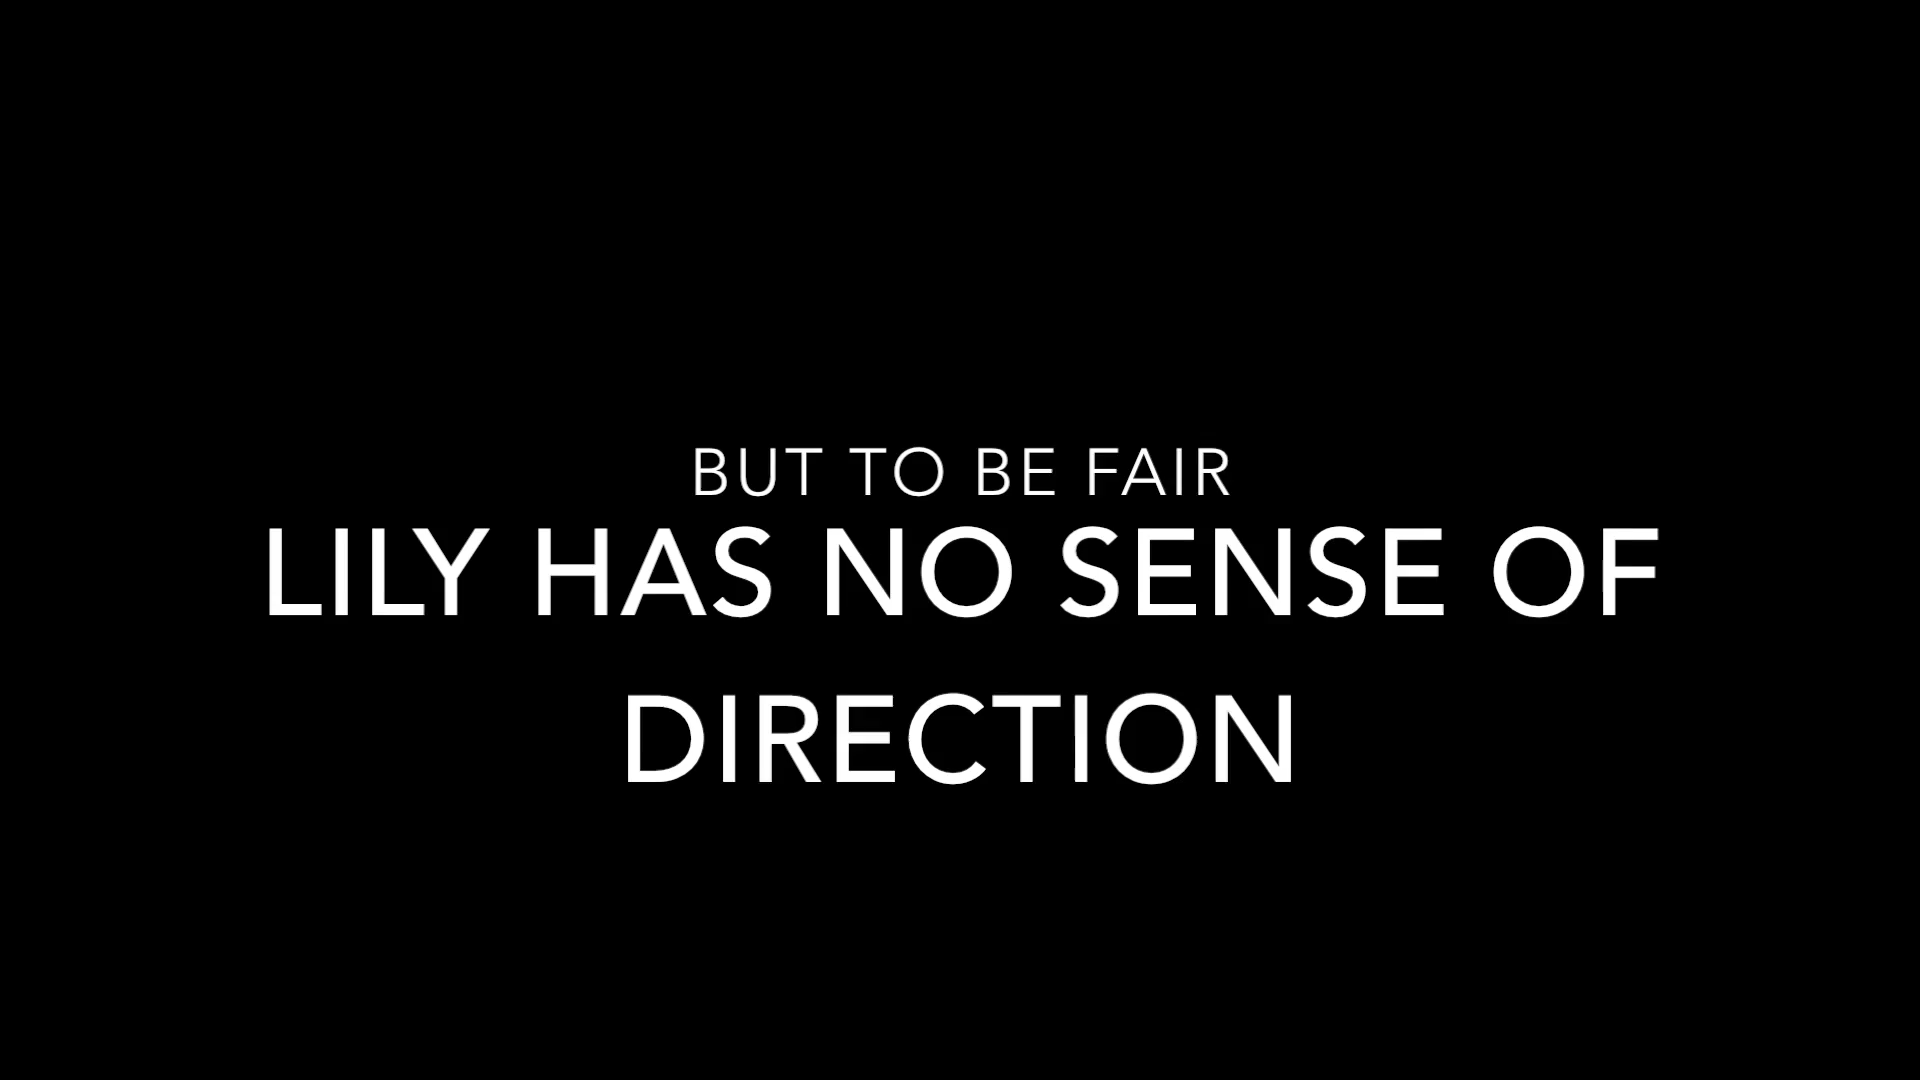 BUT TO BE FAIR
LILY HAS NO SENSE OF
DIRECTION